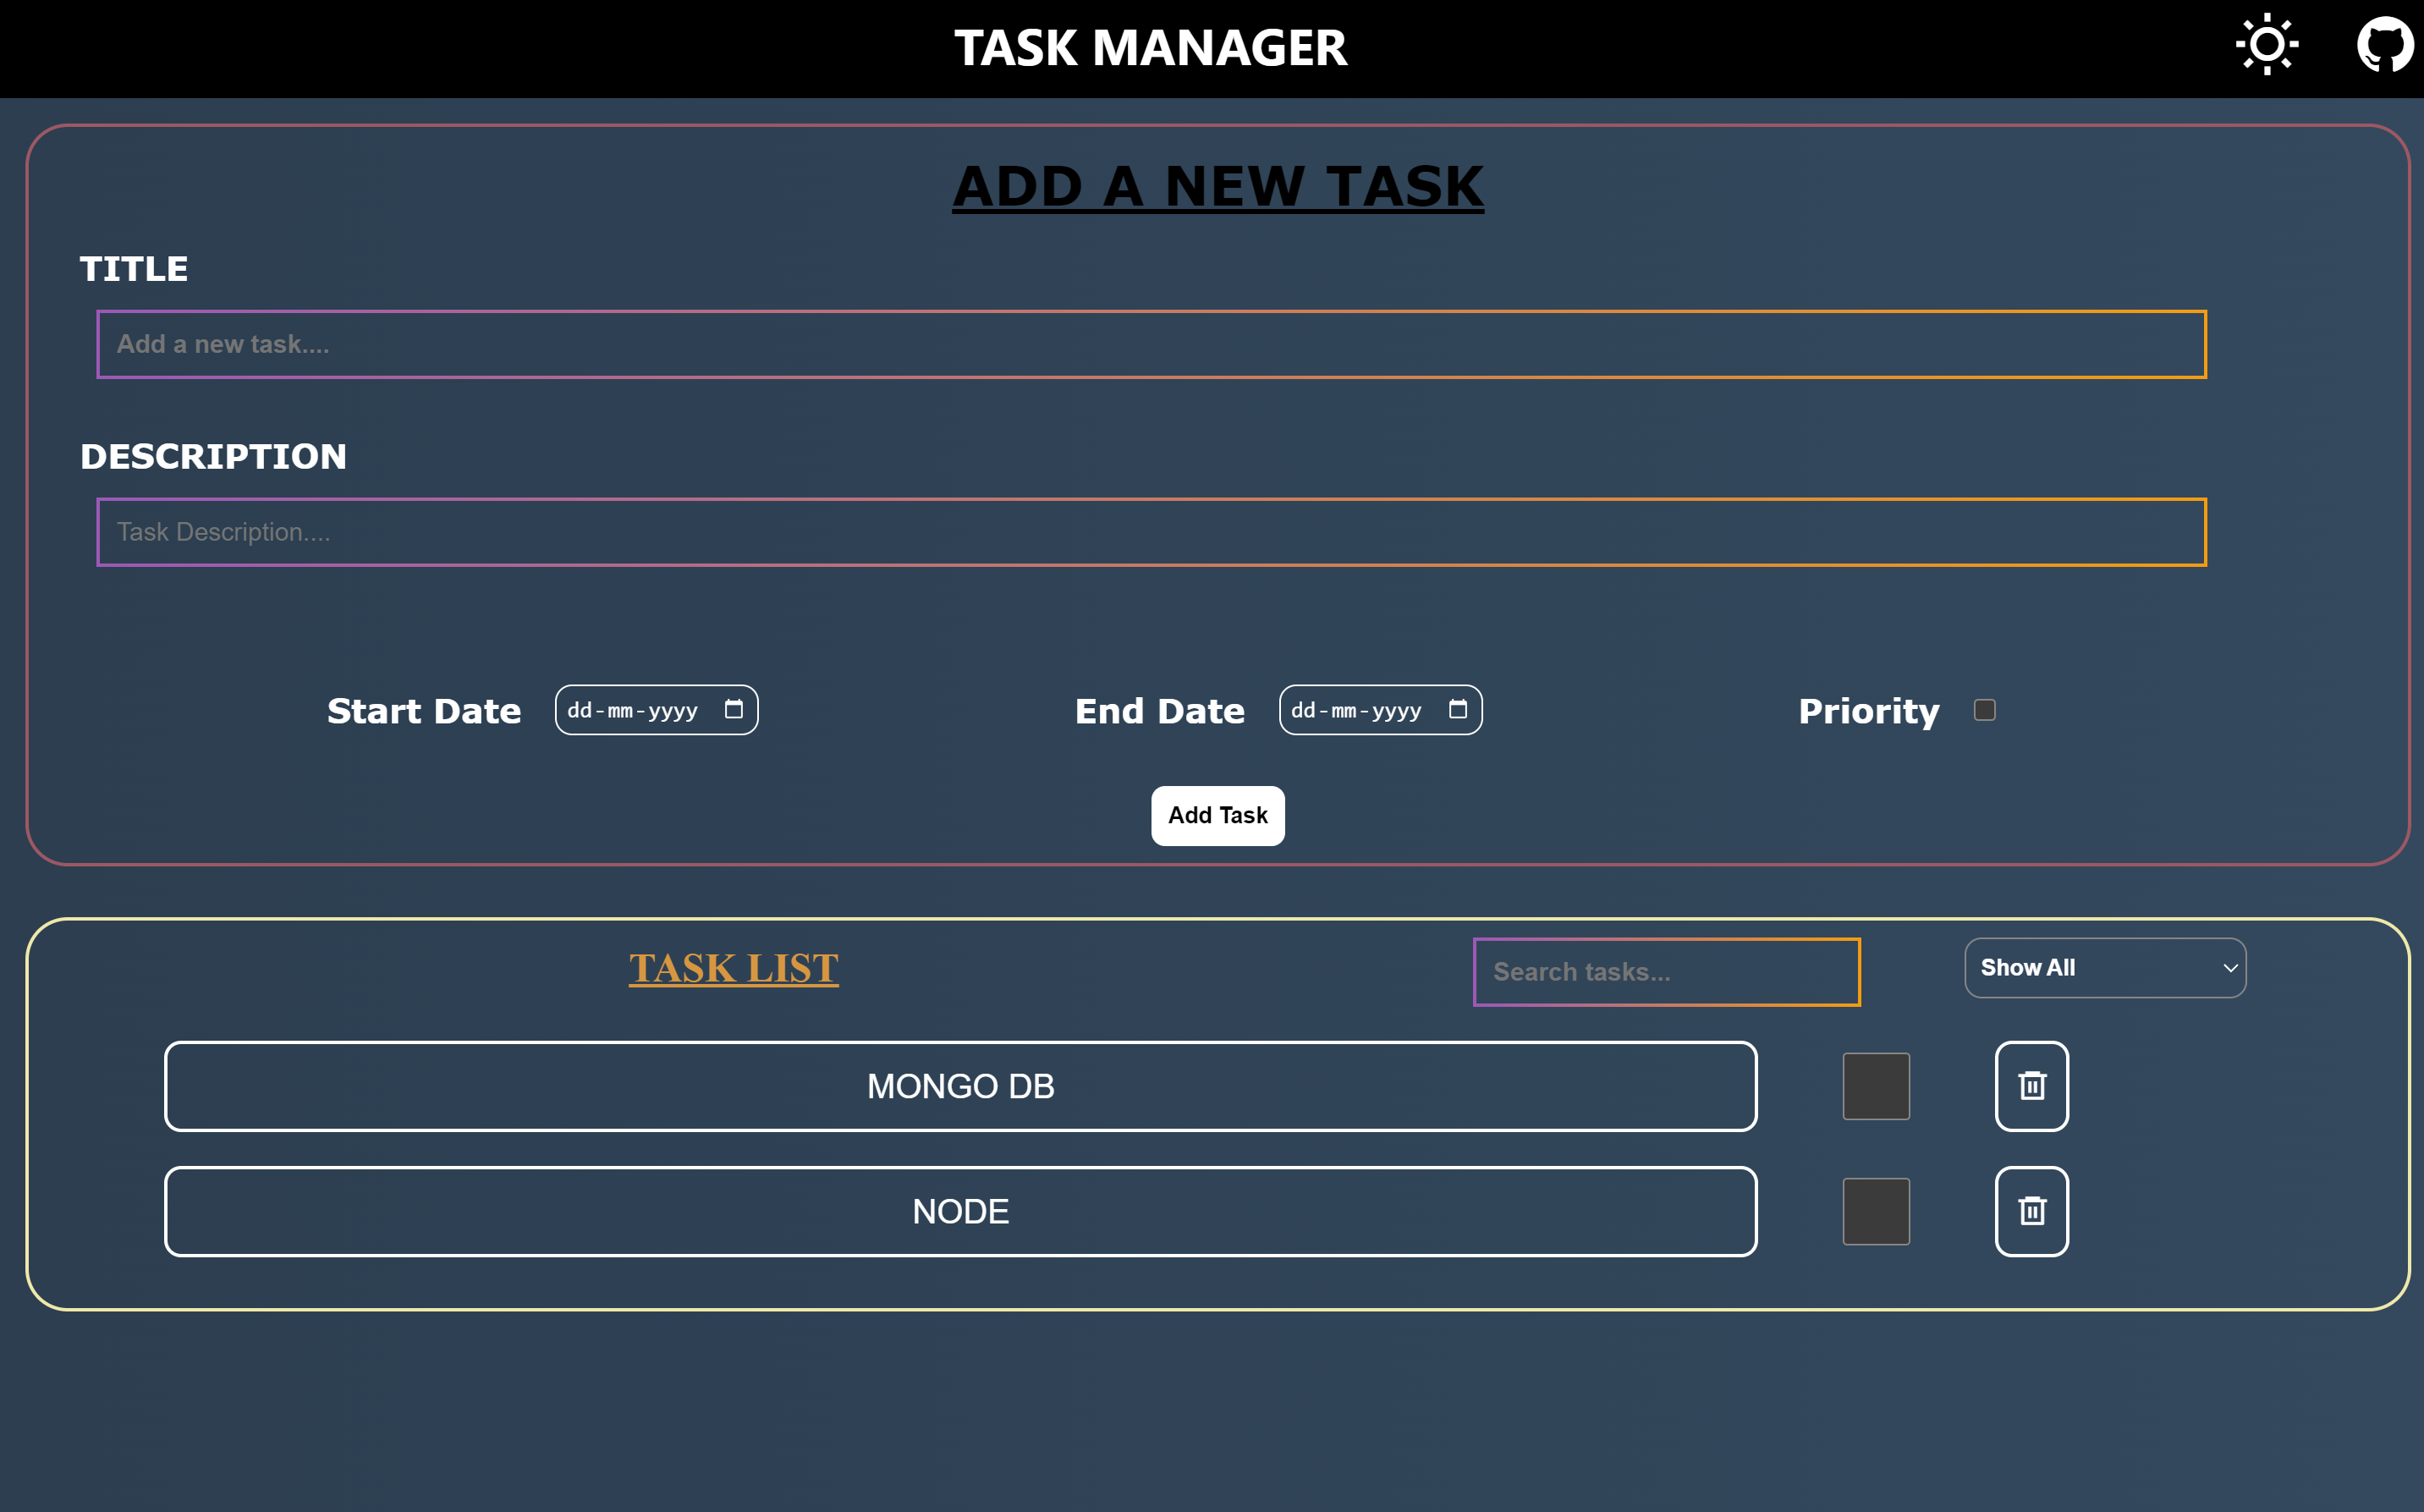 TASK MANAGER
ADD A NEW TASK
TITLE
Add a new task....
DESCRIPTION
Task Description....
Start Date dd-mm-yyyy End Date dd-mm-yyyy Priority
Add Task
TASK LIST Search tasks... Show All
MONGO DB
NODE